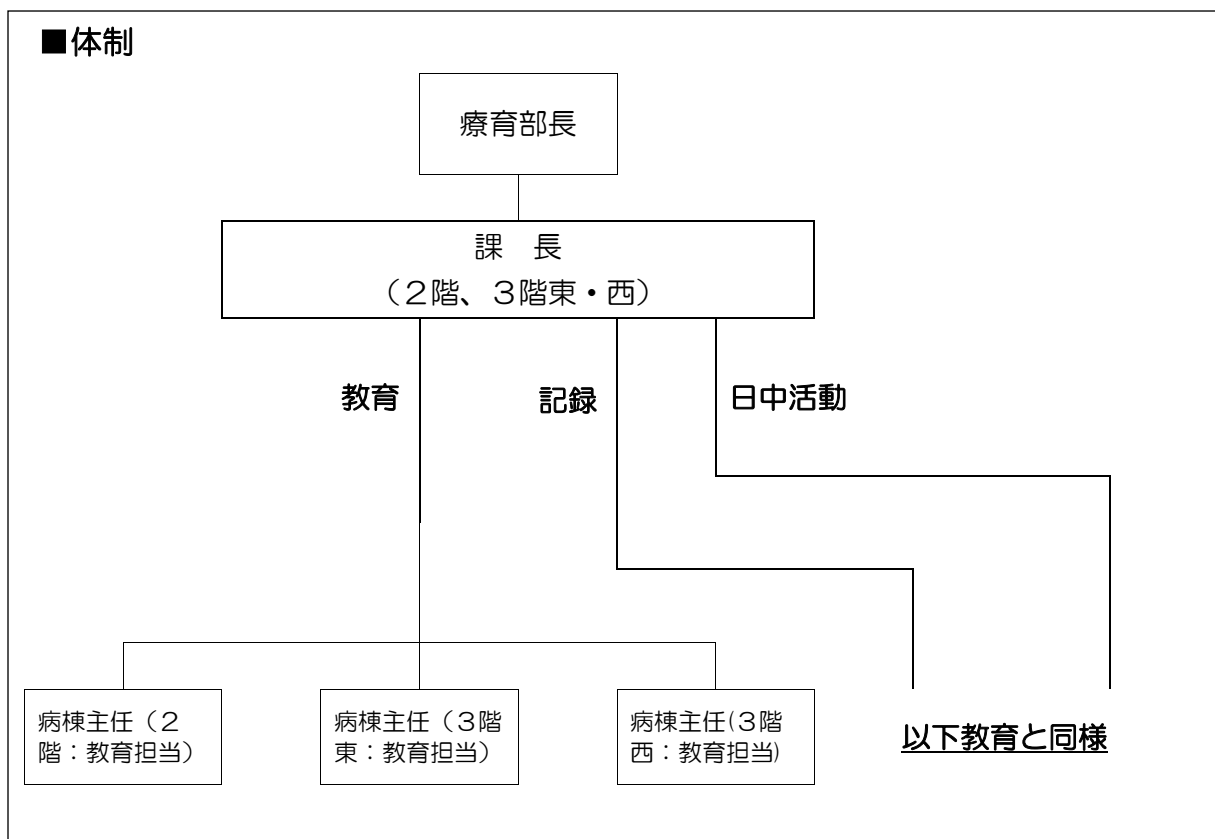 ■体制
療育部長
課　長
（２階、３階東・西）
教育
記録
日中活動
病棟主任（２
階：教育担当）
病棟主任（３階
東：教育担当）
病棟主任(３階
西：教育担当)
以下教育と同様